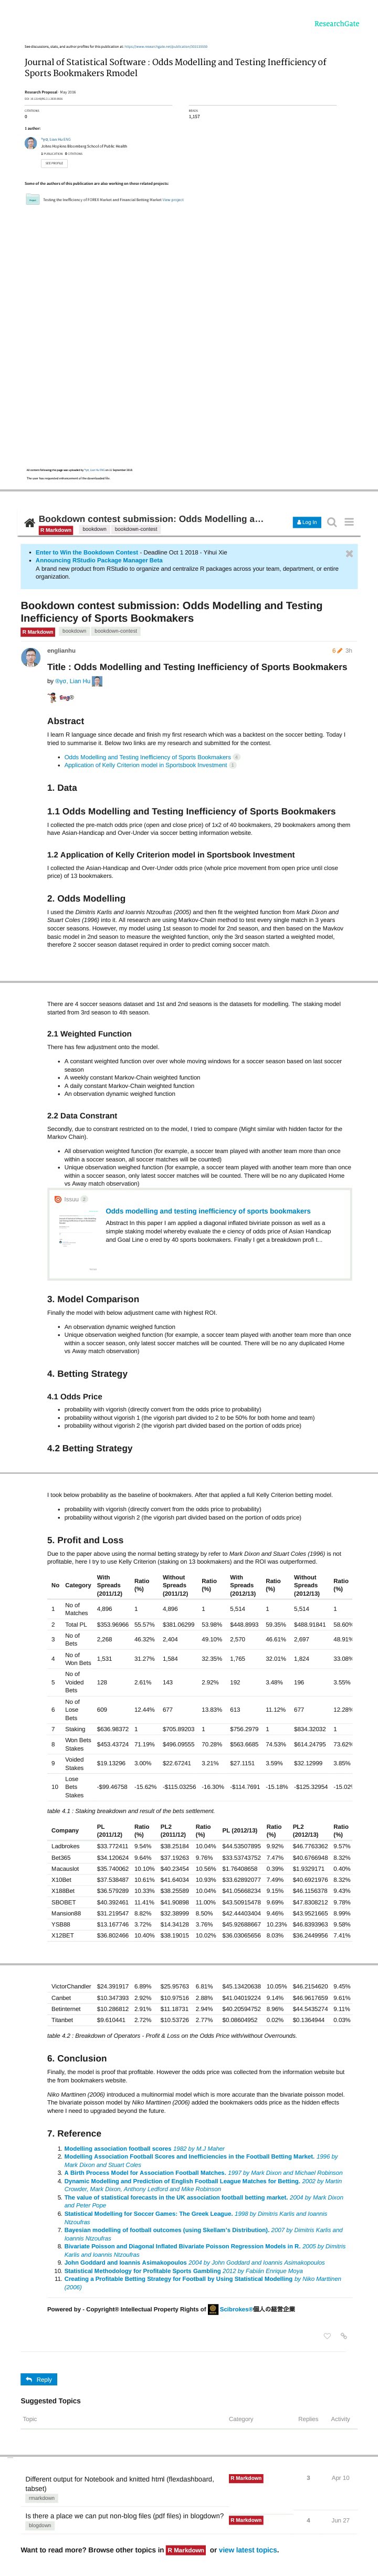 ResearchGate
Journal of Statistical Software : Odds Modelling and Testing Inefficiency of
Sports Bookmakers Rmodel
Research Proposal · May 2018
CITATIONS
READS
0
1,157
1 author:
Johns Hopkins Bloomberg School of Public Health
SEE PROFILE
Some of the authors of this publication are also working on these related projects:
Testing the Inefficiency of FOREX Market and Financial Betting Market View project
The user has requested enhancement of the downloaded file.
Bookdown contest submission: Odds Modelling a…
R Markdown bookdown bookdown-contest
Log In
Enter to Win the Bookdown Contest - Deadline Oct 1 2018 - Yihui Xie
Announcing RStudio Package Manager Beta
A brand new product from RStudio to organize and centralize R packages across your team, department, or entire
organization.
Bookdown contest submission: Odds Modelling and Testing
Inefficiency of Sports Bookmakers
R Markdown bookdown bookdown-contest
englianhu
6 3h
Title : Odds Modelling and Testing Inefficiency of Sports Bookmakers
by ®γσ, Lian Hu
Abstract
I learn R language since decade and finish my first research which was a backtest on the soccer betting. Today I
tried to summarise it. Below two links are my research and submited for the contest.
Odds Modelling and Testing Inefficiency of Sports Bookmakers 4
Application of Kelly Criterion model in Sportsbook Investment 1
1. Data
1.1 Odds Modelling and Testing Inefficiency of Sports Bookmakers
I collected the pre-match odds price (open and close price) of 1x2 of 40 bookmakers, 29 bookmakers among them
have Asian-Handicap and Over-Under via soccer betting information website.
1.2 Application of Kelly Criterion model in Sportsbook Investment
I collected the Asian-Handicap and Over-Under odds price (whole price movement from open price until close
price) of 13 bookmakers.
2. Odds Modelling
I used the Dimitris Karlis and Ioannis Ntzoufras (2005) and then fit the weighted function from Mark Dixon and
Stuart Coles (1996) into it. All research are using Markov-Chain method to test every single match in 3 years
soccer seasons. However, my model using 1st season to model for 2nd season, and then based on the Mavkov
basic model in 2nd season to measure the weighted function, only the 3rd season started a weighted model,
therefore 2 soccer season dataset required in order to predict coming soccer match.
There are 4 soccer seasons dataset and 1st and 2nd seasons is the datasets for modelling. The staking model
started from 3rd season to 4th season.
2.1 Weighted Function
There has few adjustment onto the model.
A constant weighted function over over whole moving windows for a soccer season based on last soccer
season
A weekly constant Markov-Chain weighted function
A daily constant Markov-Chain weighted function
An observation dynamic weighed function
2.2 Data Constrant
Secondly, due to constrant restricted on to the model, I tried to compare (Might similar with hidden factor for the
Markov Chain).
All observation weighted function (for example, a soccer team played with another team more than once
within a soccer season, all soccer matches will be counted)
Unique observation weighted function (for example, a soccer team played with another team more than once
within a soccer season, only latest soccer matches will be counted. There will be no any duplicated Home
vs Away match observation)
Issuu 2
Odds modelling and testing inefficiency of sports bookmakers
Abstract In this paper I am applied a diagonal inflated bivriate poisson as well as a
simple staking model whereby evaluate the e ciency of odds price of Asian Handicap
and Goal Line o ered by 40 sports bookmakers. Finally I get a breakdown profi t...
3. Model Comparison
Finally the model with below adjustment came with highest ROI.
An observation dynamic weighed function
Unique observation weighed function (for example, a soccer team played with another team more than once
within a soccer season, only latest soccer matches will be counted. There will be no any duplicated Home
vs Away match observation)
4. Betting Strategy
4.1 Odds Price
probability with vigorish (directly convert from the odds price to probability)
probability without vigorish 1 (the vigorish part divided to 2 to be 50% for both home and team)
probability without vigorish 2 (the vigorish part divided based on the portion of odds price)
4.2 Betting Strategy
I took below probability as the baseline of bookmakers. After that applied a full Kelly Criterion betting model.
probability with vigorish (directly convert from the odds price to probability)
probability without vigorish 2 (the vigorish part divided based on the portion of odds price)
5. Profit and Loss
Due to the paper above using the normal betting strategy by refer to Mark Dixon and Stuart Coles (1996) is not
profitable, here I try to use Kelly Criterion (staking on 13 bookmakers) and the ROI was outperformed.
No Category With Spreads (2011/12) Ratio (%) Without Spreads (2011/12) Ratio (%) With Spreads (2012/13) Ratio (%) Without Spreads (2012/13) Ratio (%)
1 No of Matches 4,896 1 4,896 1 5,514 1 5,514 1
2 Total PL $353.96966 55.57% $381.06299 53.98% $448.8993 59.35% $488.91841 58.60%
3 No of Bets 2,268 46.32% 2,404 49.10% 2,570 46.61% 2,697 48.91%
4 No of Won Bets 1,531 31.27% 1,584 32.35% 1,765 32.01% 1,824 33.08%
5 No of Voided Bets 128 2.61% 143 2.92% 192 3.48% 196 3.55%
6 No of Lose Bets 609 12.44% 677 13.83% 613 11.12% 677 12.28%
7 Staking $636.98372 1 $705.89203 1 $756.2979 1 $834.32032 1
8 Won Bets Stakes $453.43724 71.19% $496.09555 70.28% $563.6685 74.53% $614.24795 73.62%
9 Voided Stakes $19.13296 3.00% $22.67241 3.21% $27.1151 3.59% $32.12999 3.85%
10 Lose Bets Stakes -$99.46758 -15.62% -$115.03256 -16.30% -$114.7691 -15.18% -$125.32954 -15.02%
table 4.1 : Staking breakdown and result of the bets settlement.
Company PL (2011/12) Ratio (%) PL2 (2011/12) Ratio (%) PL (2012/13) Ratio (%) PL2 (2012/13) Ratio (%)
Ladbrokes $33.772411 9.54% $38.25184 10.04% $44.53507895 9.92% $46.7763362 9.57%
Bet365 $34.120624 9.64% $37.19263 9.76% $33.53743752 7.47% $40.6766948 8.32%
Macauslot $35.740062 10.10% $40.23454 10.56% $1.76408658 0.39% $1.9329171 0.40%
X10Bet $37.538487 10.61% $41.64034 10.93% $33.62892077 7.49% $40.6921976 8.32%
X188Bet $36.579289 10.33% $38.25589 10.04% $41.05668234 9.15% $46.1156378 9.43%
SBOBET $40.392461 11.41% $41.90898 11.00% $43.50915478 9.69% $47.8308212 9.78%
Mansion88 $31.219547 8.82% $32.38999 8.50% $42.44403404 9.46% $43.9521665 8.99%
YSB88 $13.167746 3.72% $14.34128 3.76% $45.92688667 10.23% $46.8393963 9.58%
X12BET $36.802466 10.40% $38.19015 10.02% $36.03065656 8.03% $36.2449956 7.41%
VictorChandler $24.391917 6.89% $25.95763 6.81% $45.13420638 10.05% $46.2154620 9.45%
Canbet $10.347393 2.92% $10.97516 2.88% $41.04019224 9.14% $46.9617659 9.61%
Betinternet $10.286812 2.91% $11.18731 2.94% $40.20594752 8.96% $44.5435274 9.11%
Titanbet $9.610441 2.72% $10.53726 2.77% $0.08604952 0.02% $0.1364944 0.03%
table 4.2 : Breakdown of Operators - Profit & Loss on the Odds Price with/without Overrounds.
6. Conclusion
Finally, the model is proof that profitable. However the odds price was collected from the information website but
the from bookmakers website.
Niko Marttinen (2006) introduced a multinormial model which is more accurate than the bivariate poisson model.
The bivariate poisson model by Niko Marttinen (2006) added the bookmakers odds price as the hidden effects
where I need to upgraded beyond the future.
7. Reference
1. Modelling association football scores 1982 by M.J Maher
2. Modelling Association Football Scores and Inefficiencies in the Football Betting Market. 1996 by
Mark Dixon and Stuart Coles
3. A Birth Process Model for Association Football Matches. 1997 by Mark Dixon and Michael Robinson
4. Dynamic Modelling and Prediction of English Football League Matches for Betting. 2002 by Martin
Crowder, Mark Dixon, Anthony Ledford and Mike Robinson
5. The value of statistical forecasts in the UK association football betting market. 2004 by Mark Dixon
and Peter Pope
6. Statistical Modelling for Soccer Games: The Greek League. 1998 by Dimitris Karlis and Ioannis
Ntzoufras
7. Bayesian modelling of football outcomes (using Skellam's Distribution). 2007 by Dimitris Karlis and
Ioannis Ntzoufras
8. Bivariate Poisson and Diagonal Inflated Bivariate Poisson Regression Models in R. 2005 by Dimitris
Karlis and Ioannis Ntzoufras
9. John Goddard and Ioannis Asimakopoulos 2004 by John Goddard and Ioannis Asimakopoulos
10. Statistical Methodology for Profitable Sports Gambling 2012 by Fabián Enrique Moya
11. Creating a Profitable Betting Strategy for Football by Using Statistical Modelling by Niko Marttinen
(2006)
Powered by - Copyright® Intellectual Property Rights of Scibrokes®個人の経営企業
Reply
Suggested Topics
Topic Category Replies Activity
Different output for Notebook and knitted html (flexdashboard,
tabset)
rmarkdown
R Markdown 3 Apr 10
Is there a place we can put non-blog files (pdf files) in blogdown?
blogdown
R Markdown 4 Jun 27
Want to read more? Browse other topics in R Markdown or view latest topics.